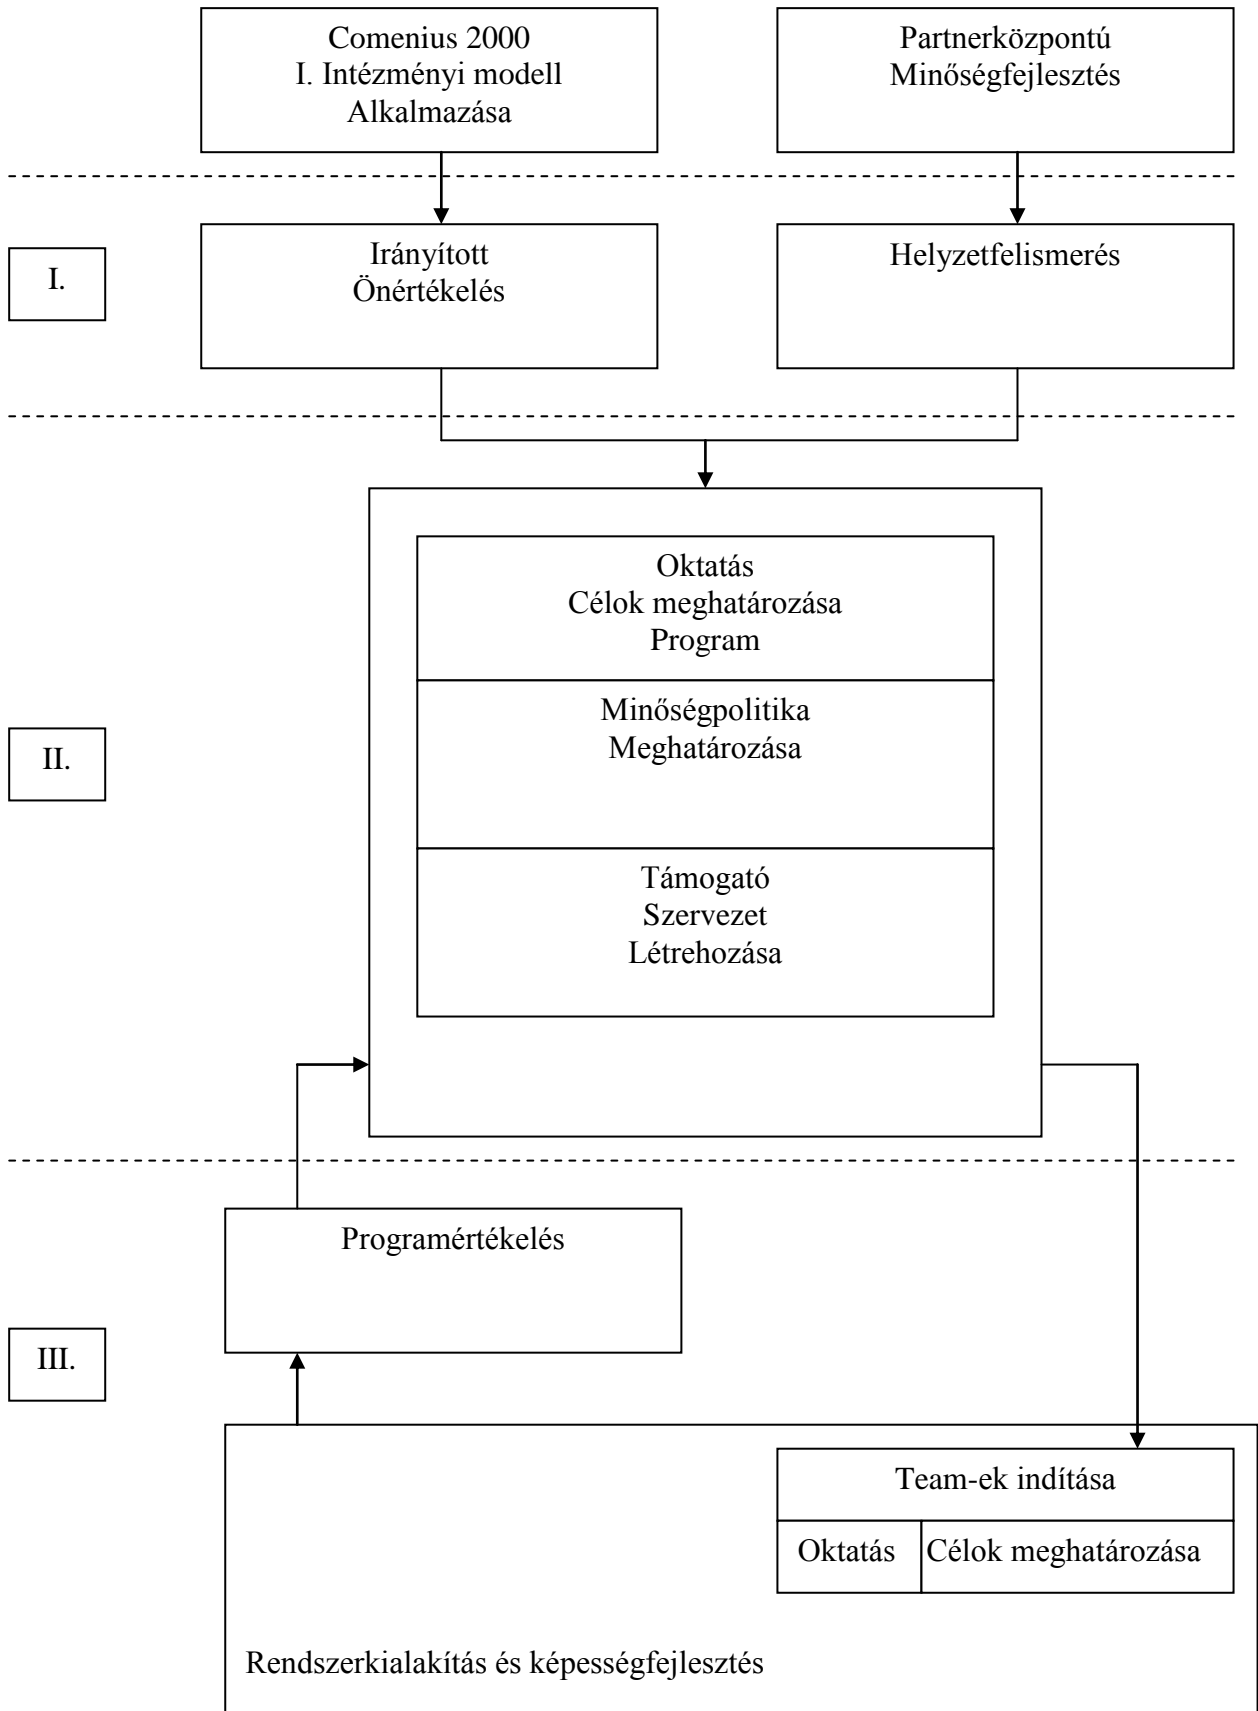 Comenius 2000
I. Intézményi modell
Alkalmazása
Partnerközpontú
Minőségfejlesztés
I.
Irányított
Önértékelés
Helyzetfelismerés
II.
Oktatás
Célok meghatározása
Program
Minőségpolitika
Meghatározása
Támogató
Szervezet
Létrehozása
III.
Programértékelés
Team-ek indítása
Oktatás
Célok meghatározása
Rendszerkialakítás és képességfejlesztés